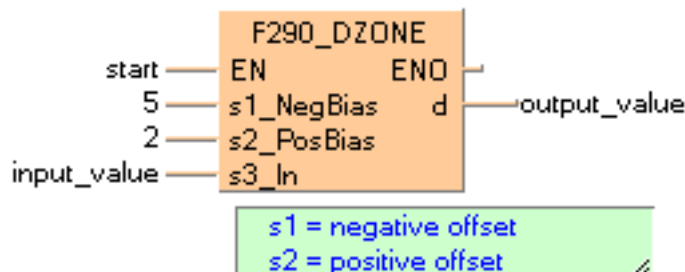 F290_DZONE
start EN ENO
5 s1_NegBias d output_value
2 s2_PosBias
input_value s3_In
s1 = negative offset
s2 = positive offset